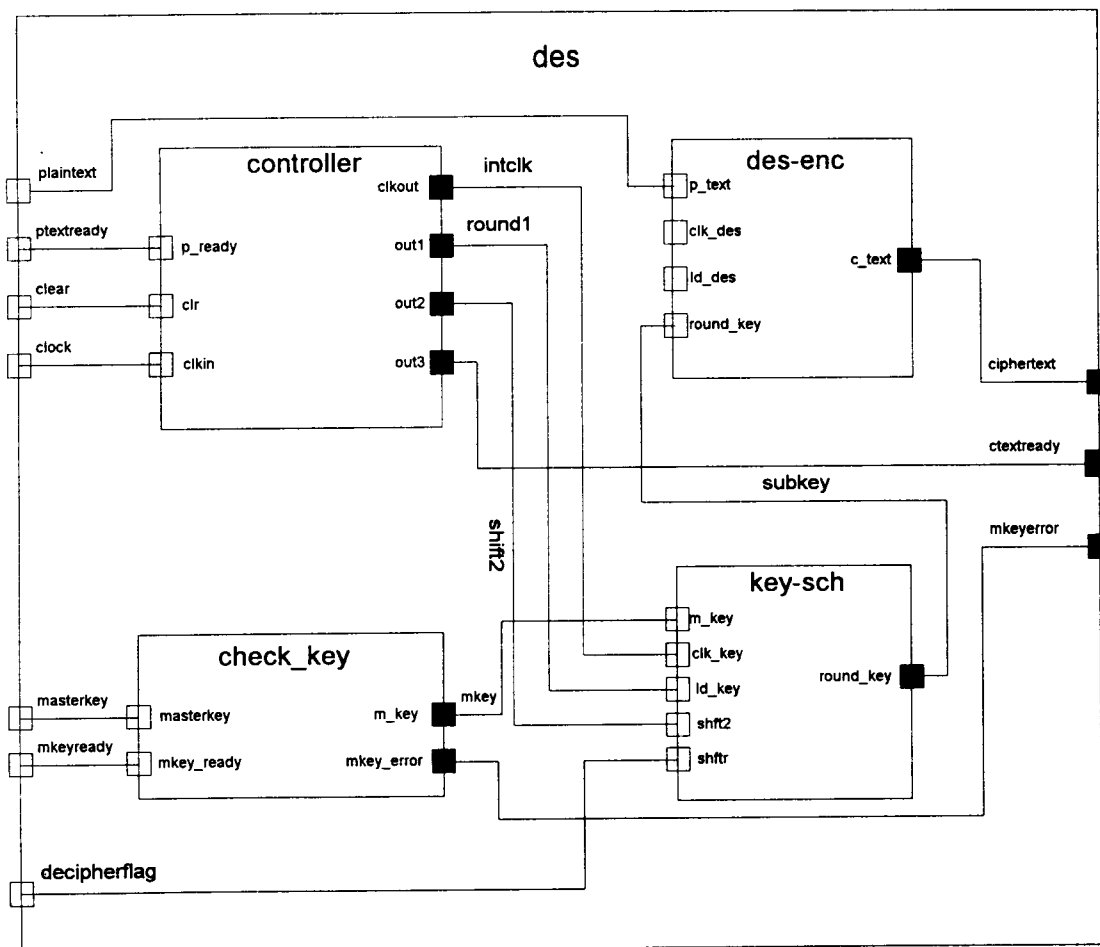 des
plaintext
ptextready
clear
clock
controller
p_ready
clr
clkin
clkout
out1
out2
out3
intclk
round1
shift2
des-enc
p_text
clk_des
ld_des
round_key
c_text
ciphertext
ctextready
mkeyerror
subkey
key-sch
m_key
clk_key
ld_key
shft2
shftr
round_key
check_key
masterkey
mkey_ready
m_key
mkey_error
mkey
masterkey
mkeyready
decipherflag